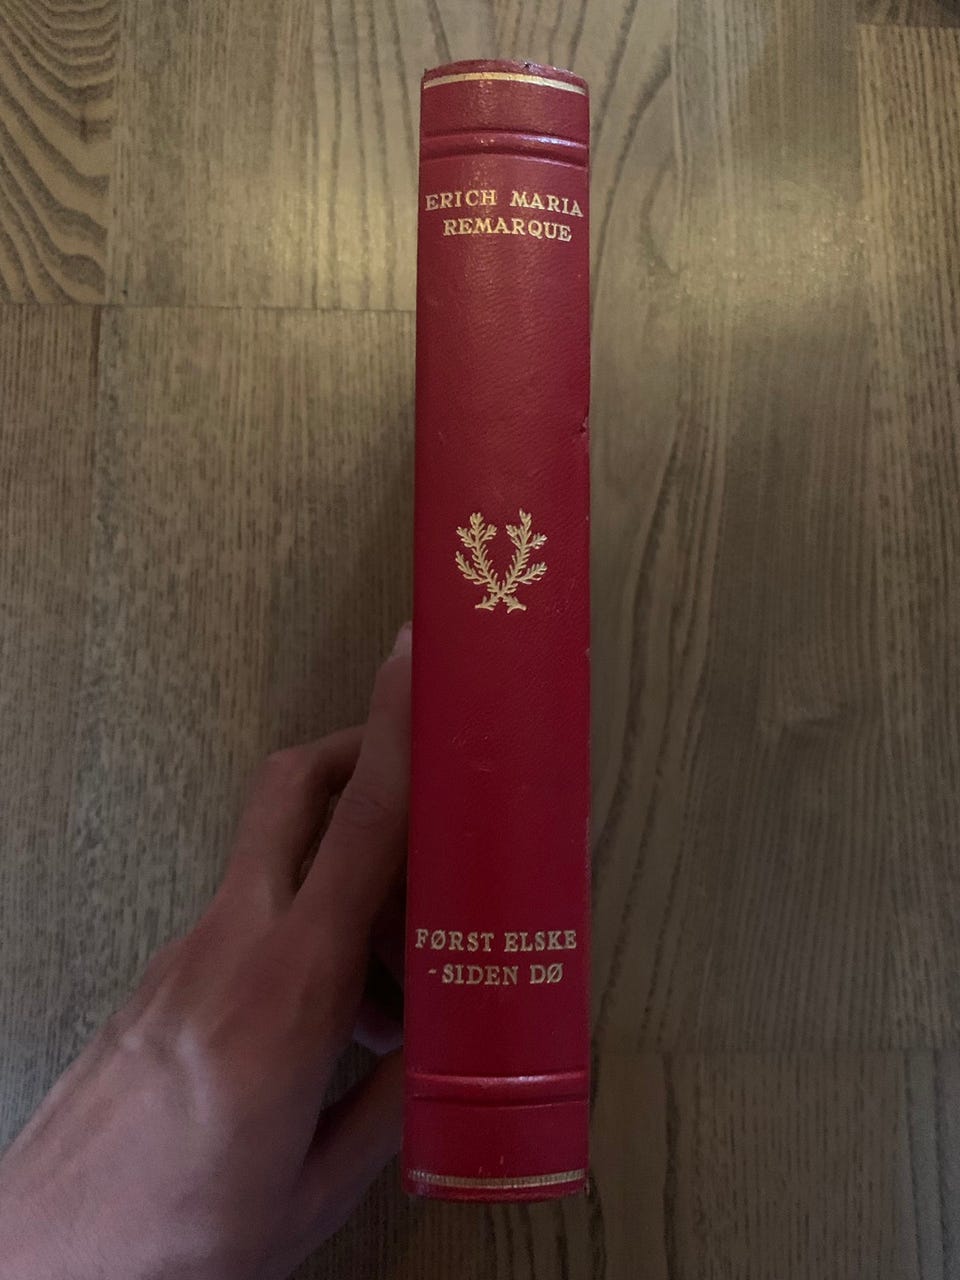 ERICH MARIA
REMARQUE
FØRST ELSKE
- SIDEN DØ